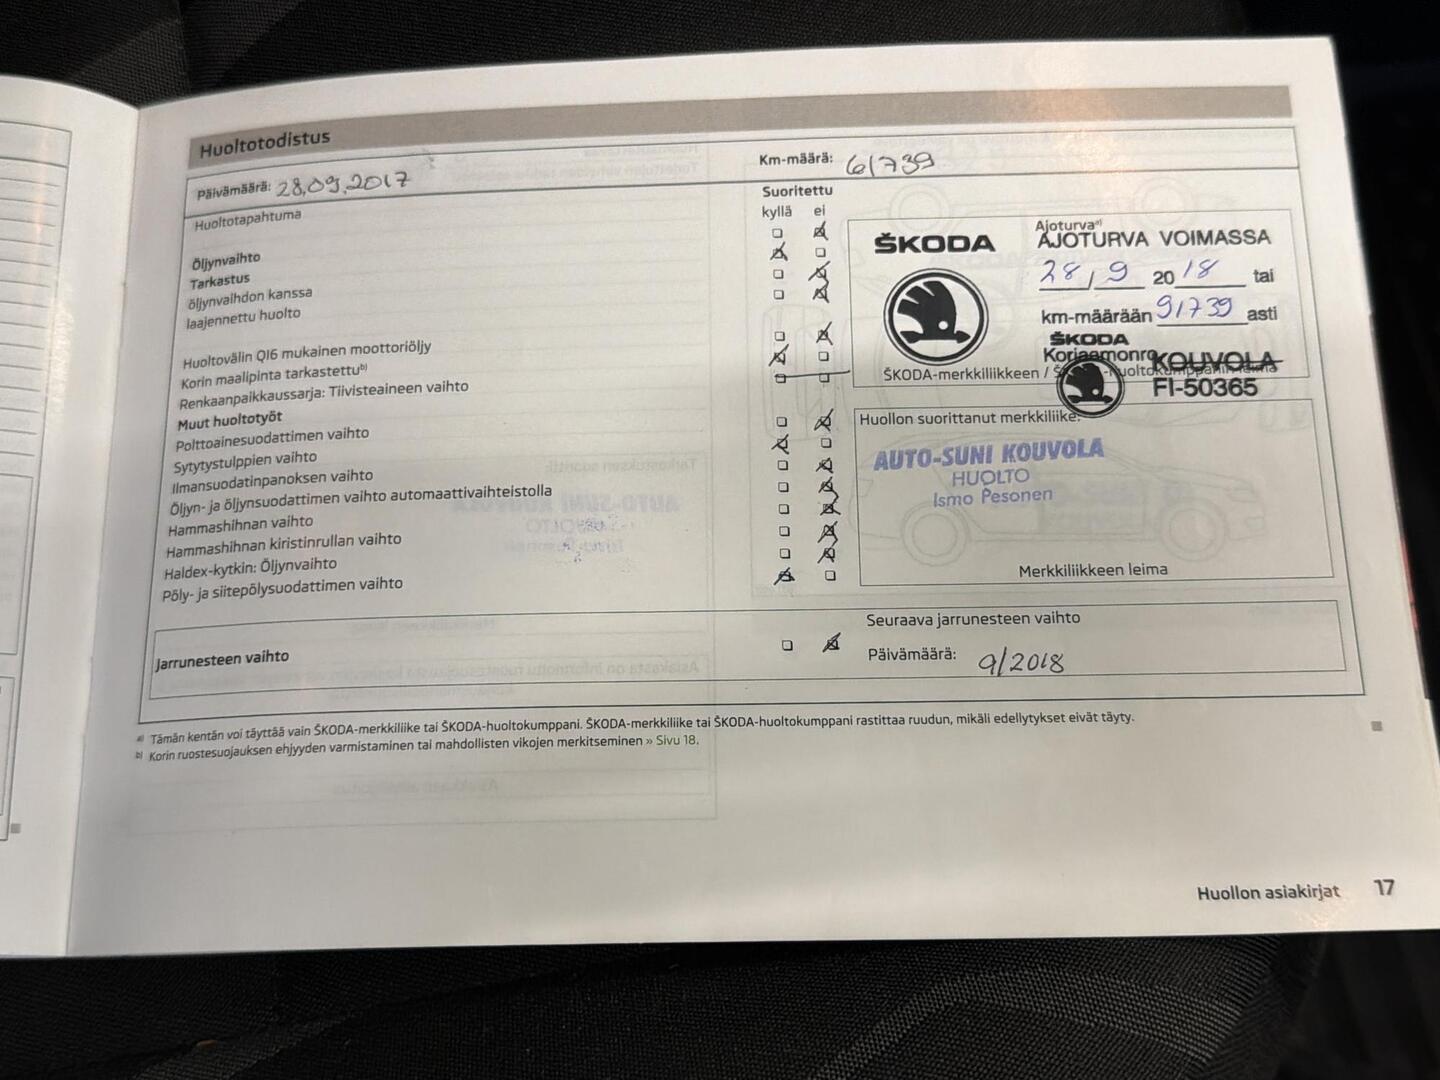 Huoltotodistus
Päivämäärä: 28.09.2017
Km-määrä: 61739
Huoltotapahtuma
Suoritettu
kyllä ei
Öljynvaihto
Tarkastus
öljynvaihdon kanssa
laajennettu huolto
Huoltovälin QI6 mukainen moottoriöljy
Korin maalipinta tarkastettu b)
Renkaanpaikkaussarja: Tiivisteaineen vaihto
Muut huoltotyöt
Polttoainesuodattimen vaihto
Sytytystulppien vaihto
Ilmansuodatinpanoksen vaihto
Öljyn- ja öljynsuodattimen vaihto automaattivaihteistolla
Hammashihnan vaihto
Hammashihnan kiristinrullan vaihto
Haldex-kytkin: Öljynvaihto
Pöly- ja siitepölysuodattimen vaihto
Ajoturva a)
ŠKODA
AJOTURVA VOIMASSA
28 / 9 2018 tai
km-määrään 91739 asti
ŠKODA
Korjaamonro
KOUVOLA
FI-50365
ŠKODA-merkkiliikkeen /
Huollon suorittanut merkkiliike:
AUTO-SUNI KOUVOLA
HUOLTO
Ismo Pesonen
Merkkiliikkeen leima
Jarrunesteen vaihto
Seuraava jarrunesteen vaihto
Päivämäärä: 9/2018
a) Tämän kentän voi täyttää vain ŠKODA-merkkiliike tai ŠKODA-huoltokumppani. ŠKODA-merkkiliike tai ŠKODA-huoltokumppani rastittaa ruudun, mikäli edellytykset eivät täyty.
b) Korin ruostesuojauksen ehjyyden varmistaminen tai mahdollisten vikojen merkitseminen » Sivu 18.
Huollon asiakirjat 17